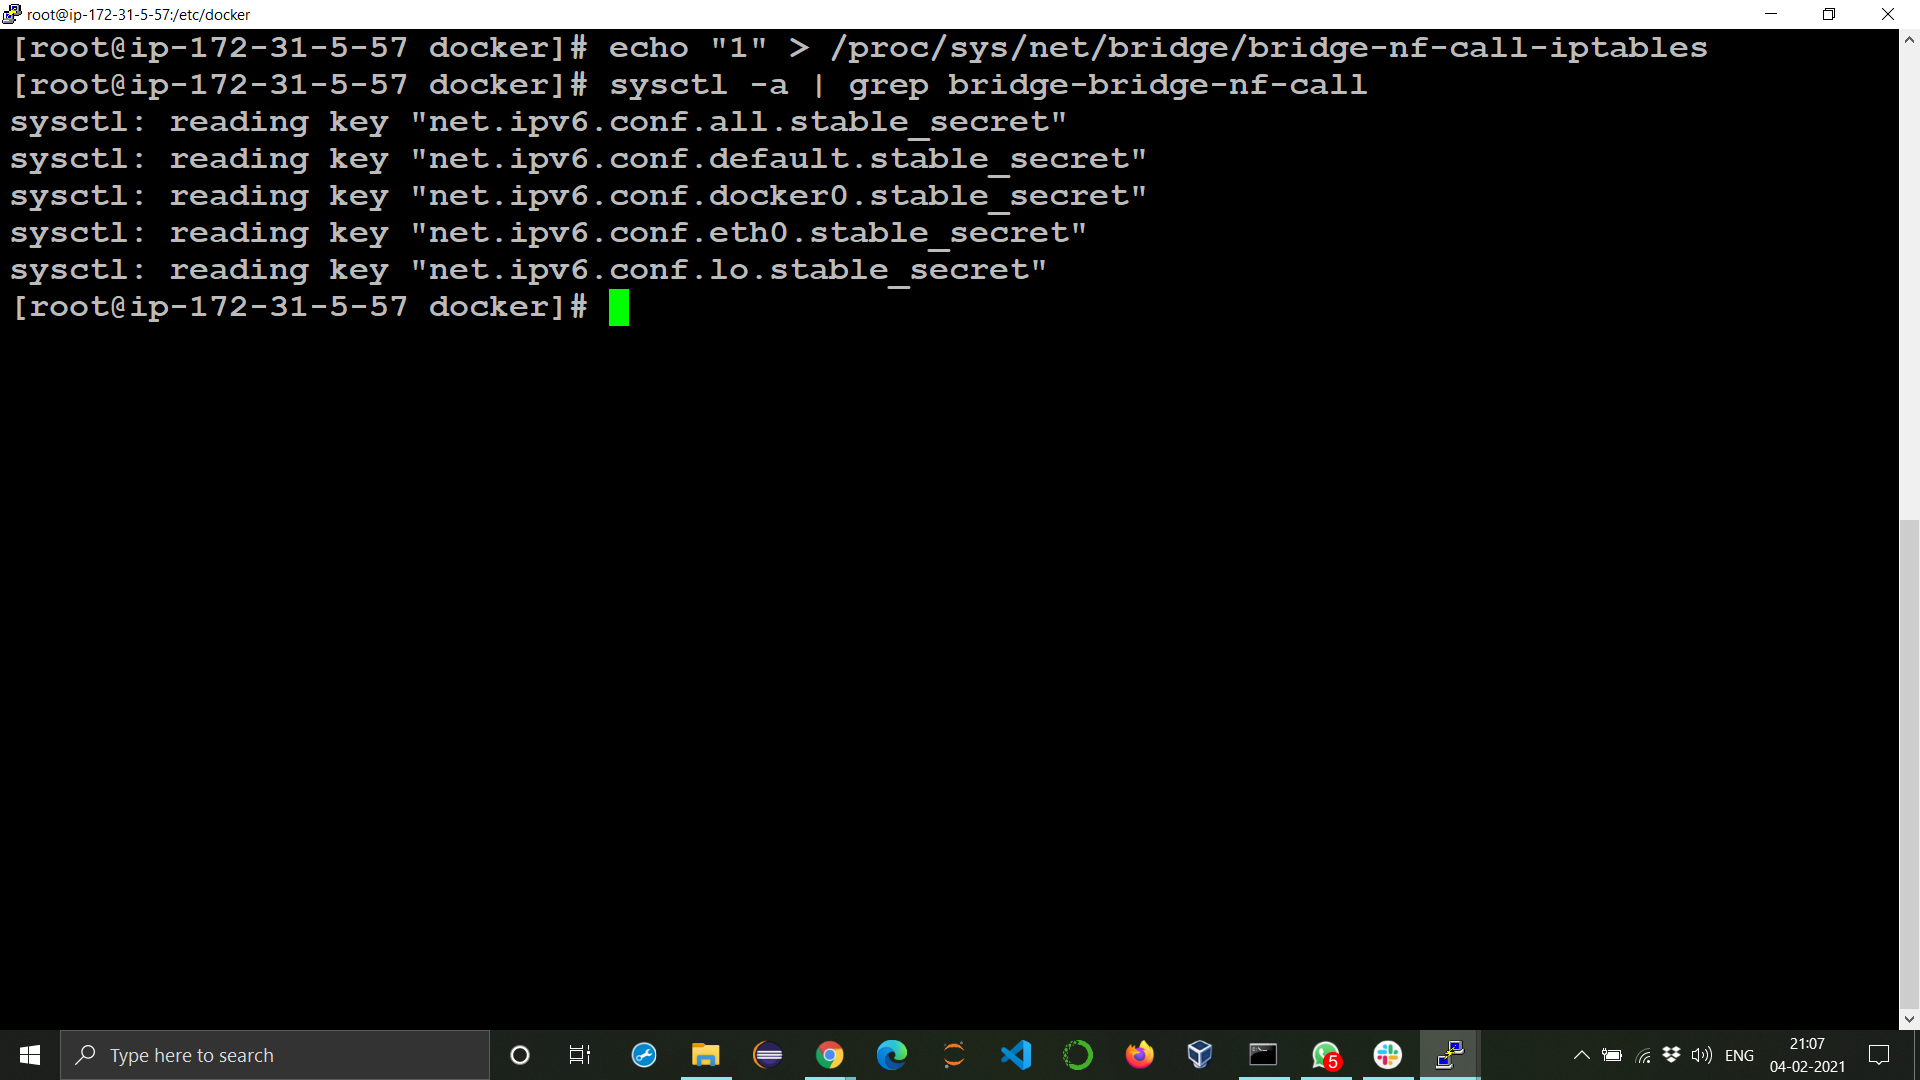 root@ip-172-31-5-57:/etc/docker
[root@ip-172-31-5-57 docker]# echo "1" > /proc/sys/net/bridge/bridge-nf-call-iptables
[root@ip-172-31-5-57 docker]# sysctl -a | grep bridge-bridge-nf-call
sysctl: reading key "net.ipv6.conf.all.stable_secret"
sysctl: reading key "net.ipv6.conf.default.stable_secret"
sysctl: reading key "net.ipv6.conf.docker0.stable_secret"
sysctl: reading key "net.ipv6.conf.eth0.stable_secret"
sysctl: reading key "net.ipv6.conf.lo.stable_secret"
[root@ip-172-31-5-57 docker]#
Type here to search
5
ENG
21:07
04-02-2021